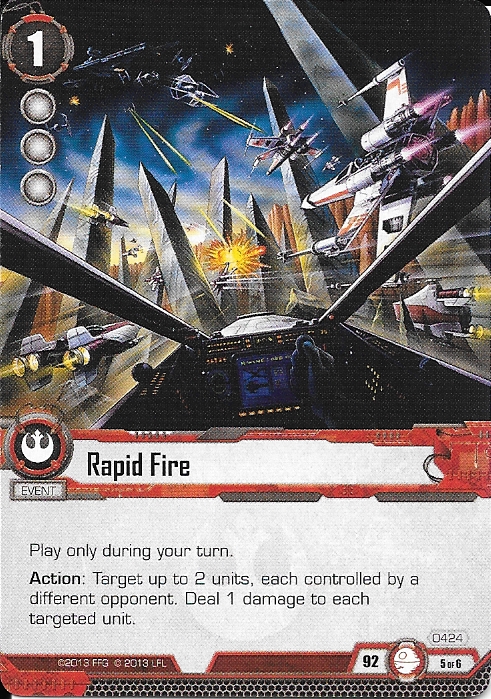 1
Rapid Fire
EVENT
Play only during your turn.
Action: Target up to 2 units, each controlled by a
different opponent. Deal 1 damage to each
targeted unit.
0424
©2013 FFG © 2013 LFL
92
5 OF 6